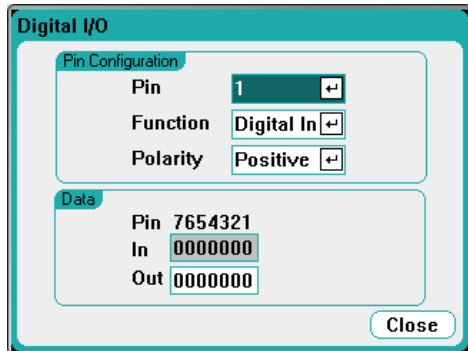 Digital I/O
Pin Configuration
Pin 1
Function Digital In
Polarity Positive
Data
Pin 7654321
In 0000000
Out 0000000
Close